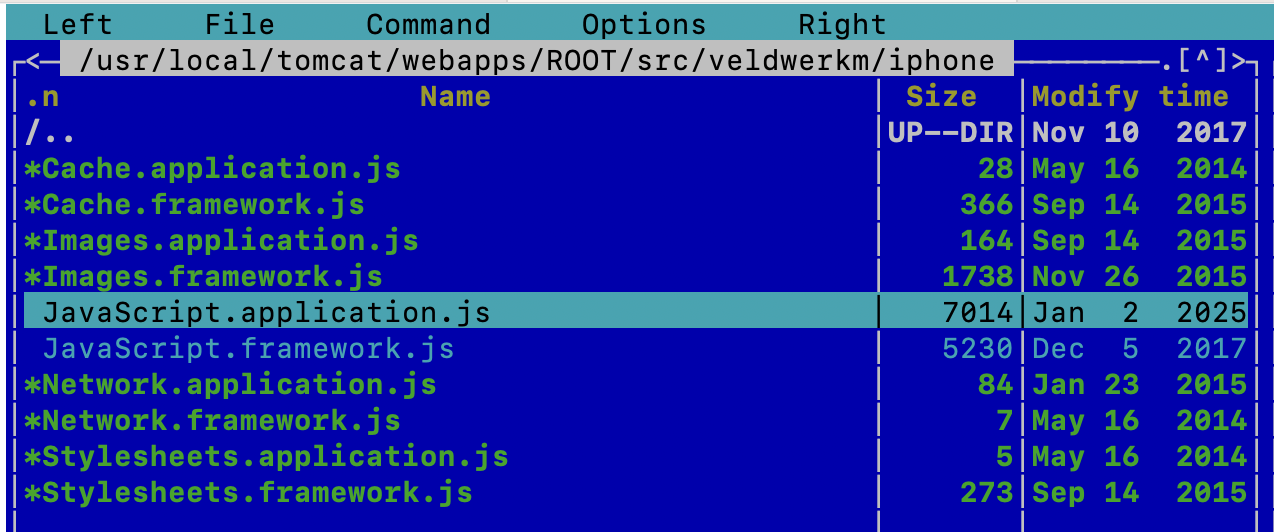 Left File Command Options Right
<─ /usr/local/tomcat/webapps/ROOT/src/veldwerkm/iphone ─.[^]>
.n Name Size Modify time
/.. UP--DIR Nov 10 2017
*Cache.application.js 28 May 16 2014
*Cache.framework.js 366 Sep 14 2015
*Images.application.js 164 Sep 14 2015
*Images.framework.js 1738 Nov 26 2015
JavaScript.application.js 7014 Jan 2 2025
JavaScript.framework.js 5230 Dec 5 2017
*Network.application.js 84 Jan 23 2015
*Network.framework.js 7 May 16 2014
*Stylesheets.application.js 5 May 16 2014
*Stylesheets.framework.js 273 Sep 14 2015